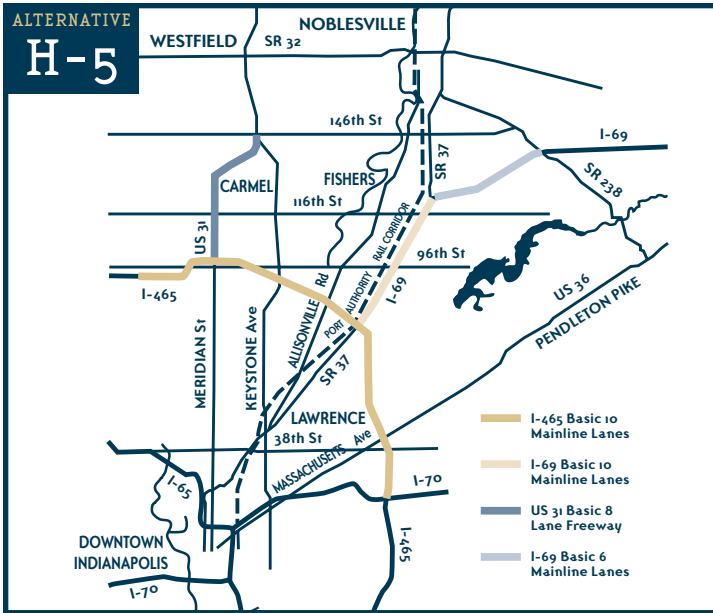 ALTERNATIVE
H-5
NOBLESVILLE
WESTFIELD
SR 32
146th St
I-69
SR 37
SR 238
FISHERS
CARMEL
116th St
US 31
RAIL CORRIDOR
96th St
I-465
Rd
AUTHORITY
I-69
US 36
PENDLETON PIKE
ALLISONVILLE
PORT
MERIDIAN St
KEYSTONE Ave
SR 37
LAWRENCE
38th St
MASSACHUSETTS Ave
I-65
I-70
I-465
DOWNTOWN
INDIANAPOLIS
I-70
I-465 Basic 10
Mainline Lanes
I-69 Basic 10
Mainline Lanes
US 31 Basic 8
Lane Freeway
I-69 Basic 6
Mainline Lanes